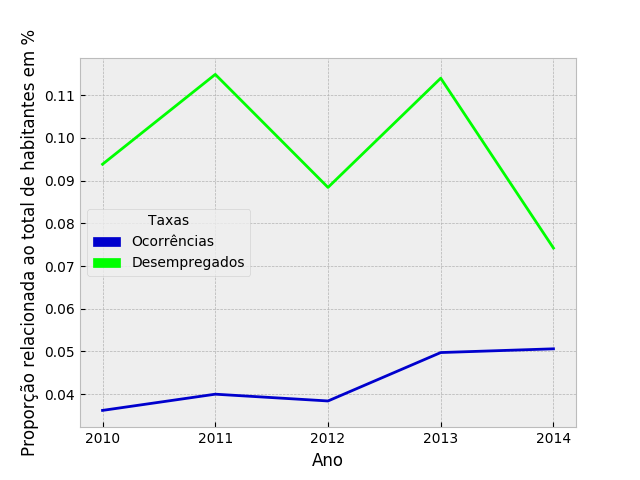 Proporção relacionada ao total de habitantes em %
0.11
0.10
0.09
0.08
0.07
0.06
0.05
0.04
Taxas
Ocorrências
Desempregados
2010 2011 2012 2013 2014
Ano